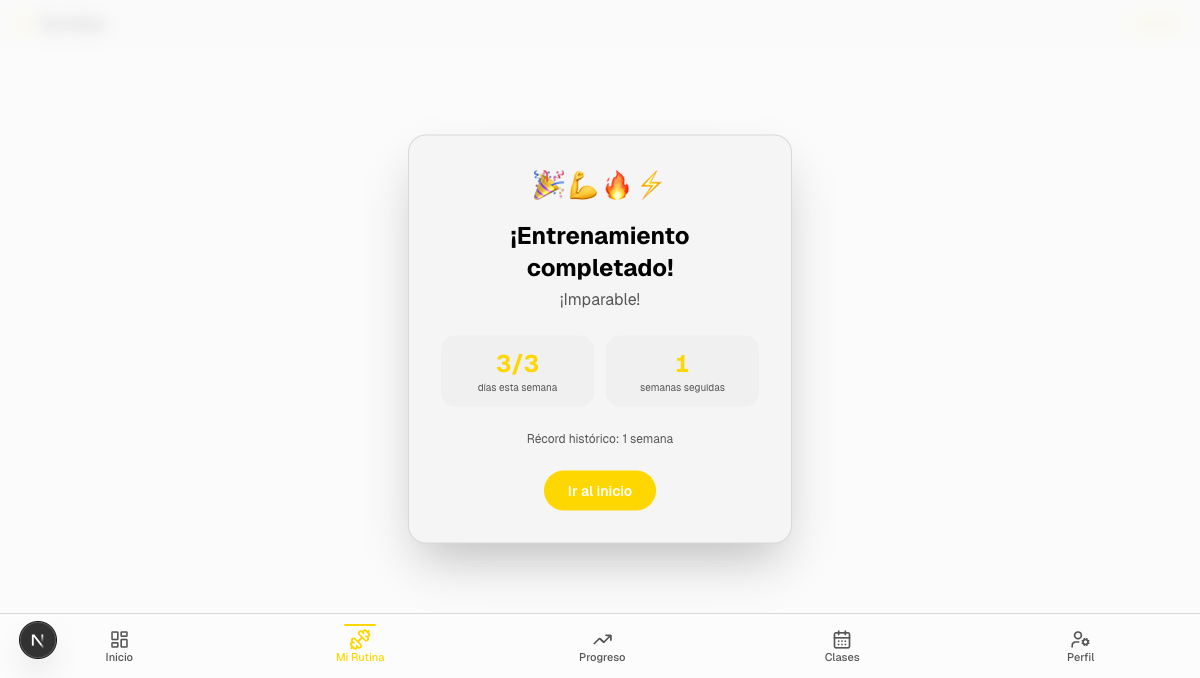 ¡Entrenamiento
completado!
¡Imparable!
3/3
días esta semana
1
semanas seguidas
Récord histórico: 1 semana
Ir al inicio
N
Inicio
Mi Rutina
Progreso
Clases
Perfil